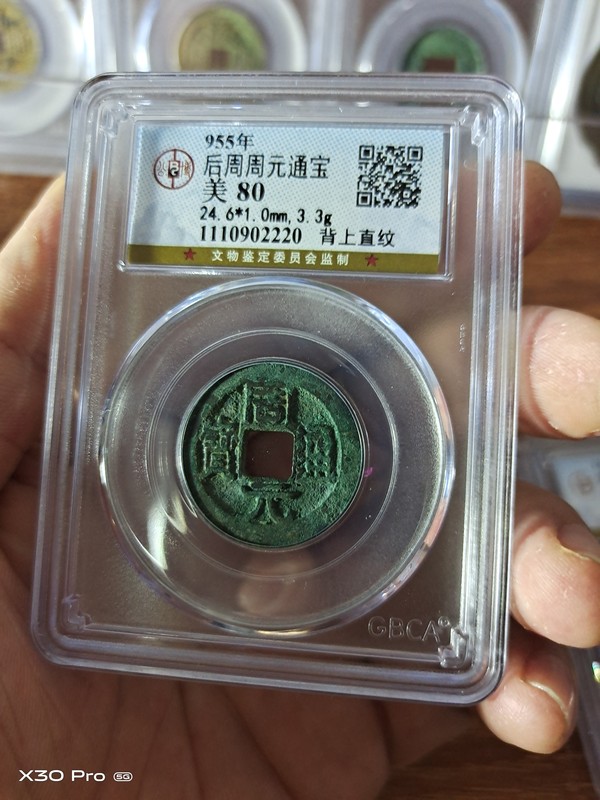 955年
后周周元通宝
美 80
24.6*1.0mm,3.3g
1110902220 背上直纹
★ 文物鉴定委员会监制 ★
周元通寳
GBCA
X30 Pro 5G